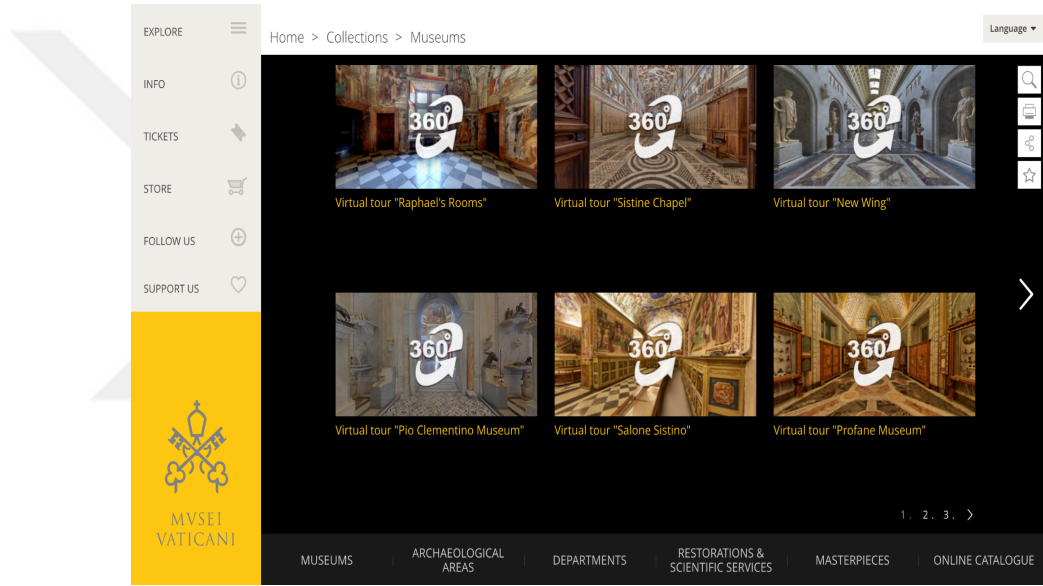 EXPLORE
INFO
TICKETS
STORE
FOLLOW US
SUPPORT US
MVSEI
VATICANI
Home > Collections > Museums
Language
360°
360°
360°
Virtual tour "Raphael's Rooms"
Virtual tour "Sistine Chapel"
Virtual tour "New Wing"
360°
360°
360°
Virtual tour "Pio Clementino Museum"
Virtual tour "Salone Sistino"
Virtual tour "Profane Museum"
1. 2. 3. >
MUSEUMS
ARCHAEOLOGICAL
AREAS
DEPARTMENTS
RESTORATIONS &
SCIENTIFIC SERVICES
MASTERPIECES
ONLINE CATALOGUE